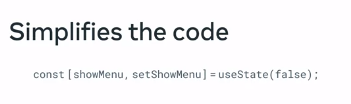 Simplifies the code
const [showMenu, setShowMenu] = useState(false);